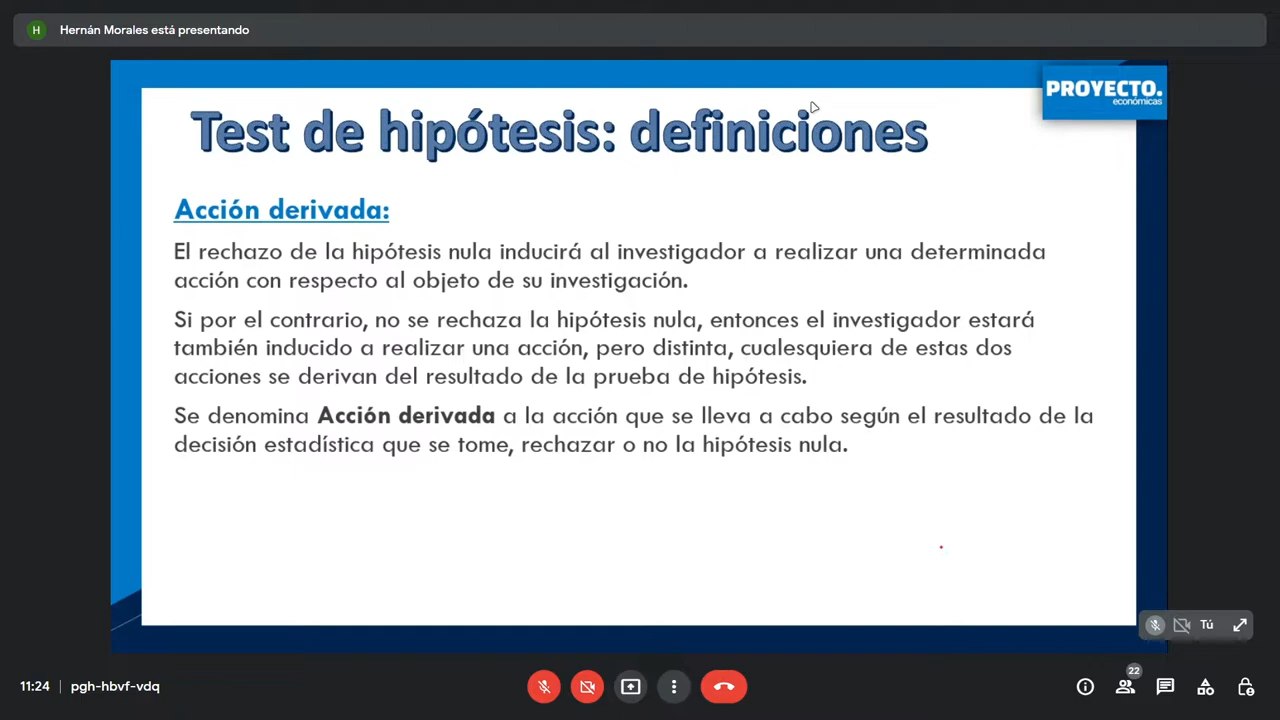 H Hernán Morales está presentando
PROYECTO.
económicas
Test de hipótesis: definiciones
Acción derivada:
El rechazo de la hipótesis nula inducirá al investigador a realizar una determinada
acción con respecto al objeto de su investigación.
Si por el contrario, no se rechaza la hipótesis nula, entonces el investigador estará
también inducido a realizar una acción, pero distinta, cualesquiera de estas dos
acciones se derivan del resultado de la prueba de hipótesis.
Se denomina Acción derivada a la acción que se lleva a cabo según el resultado de la
decisión estadística que se tome, rechazar o no la hipótesis nula.
Tú
11:24 | pgh-hbvf-vdq
22